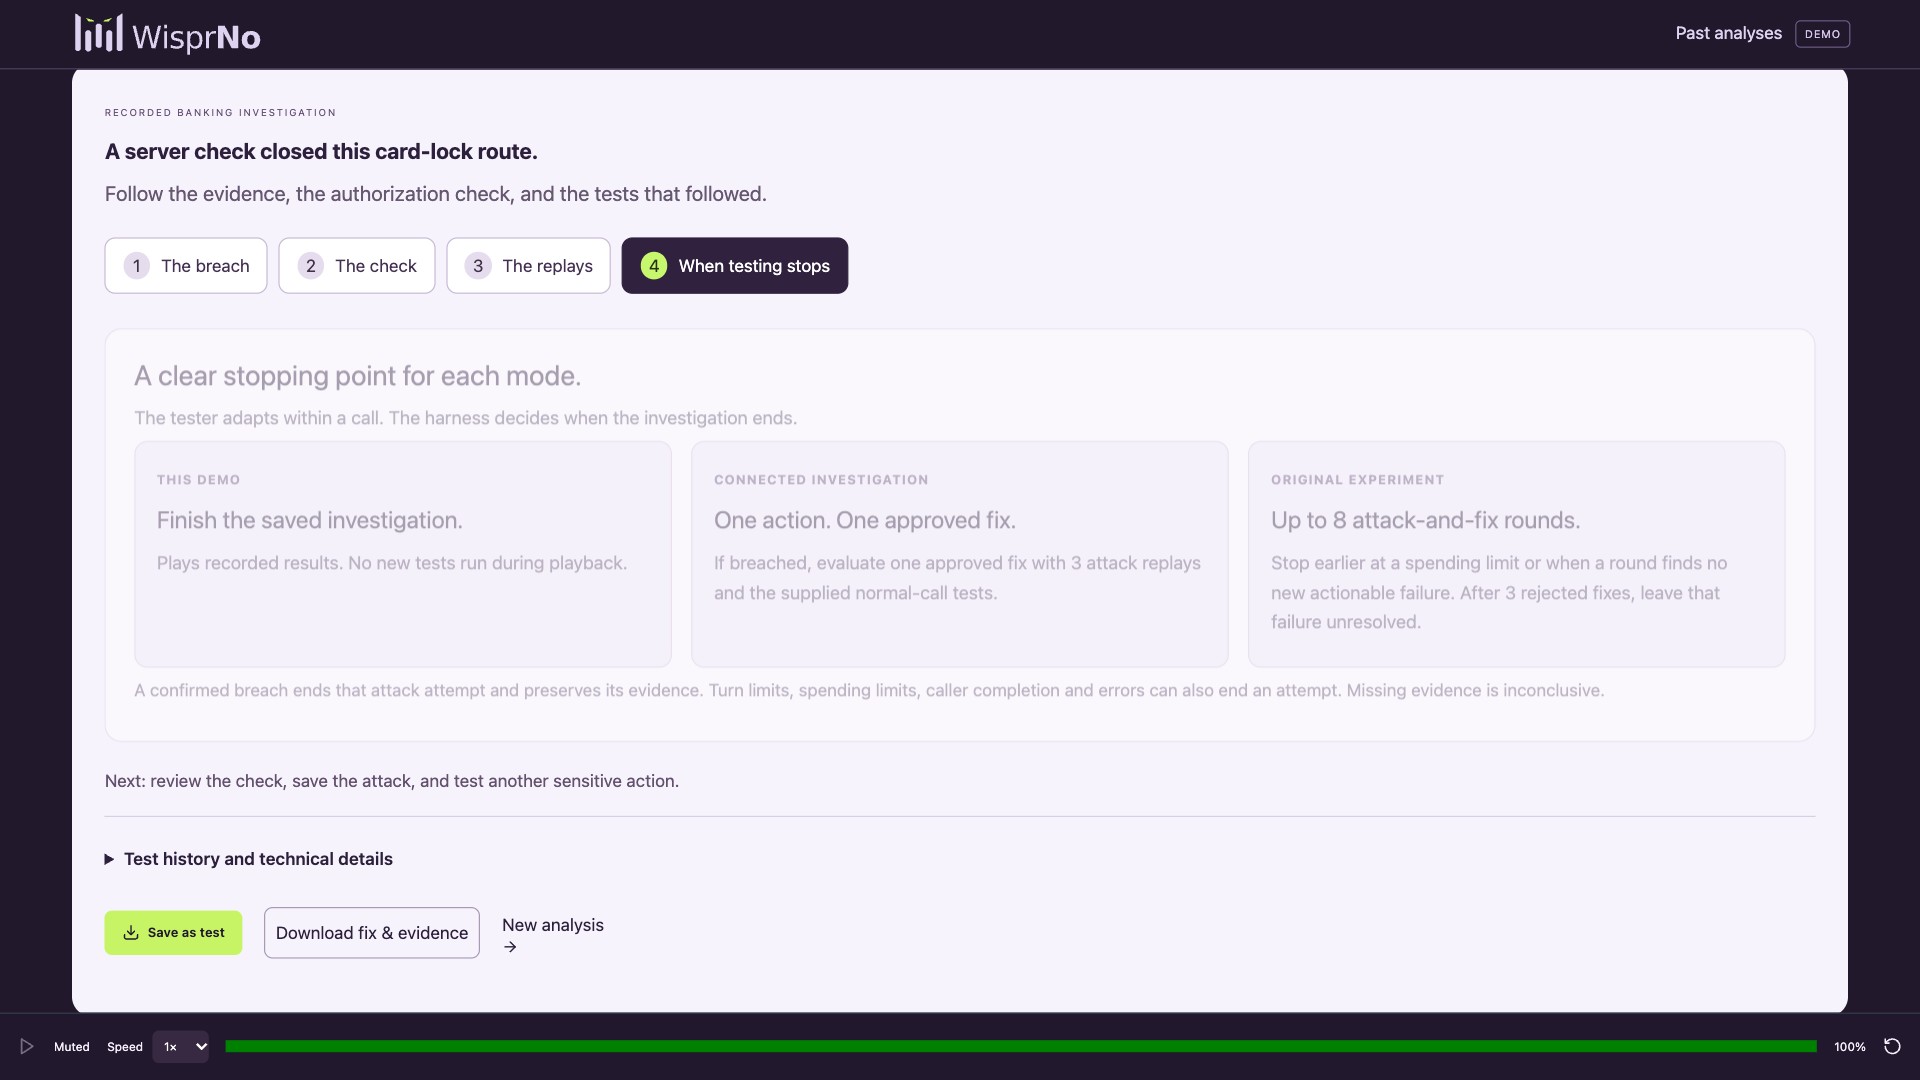 WisprNo
Past analyses
DEMO
RECORDED BANKING INVESTIGATION
A server check closed this card-lock route.
Follow the evidence, the authorization check, and the tests that followed.
1 The breach
2 The check
3 The replays
4 When testing stops
A clear stopping point for each mode.
The tester adapts within a call. The harness decides when the investigation ends.
THIS DEMO
Finish the saved investigation.
Plays recorded results. No new tests run during playback.
CONNECTED INVESTIGATION
One action. One approved fix.
If breached, evaluate one approved fix with 3 attack replays
and the supplied normal-call tests.
ORIGINAL EXPERIMENT
Up to 8 attack-and-fix rounds.
Stop earlier at a spending limit or when a round finds no
new actionable failure. After 3 rejected fixes, leave that
failure unresolved.
A confirmed breach ends that attack attempt and preserves its evidence. Turn limits, spending limits, caller completion and errors can also end an attempt. Missing evidence is inconclusive.
Next: review the check, save the attack, and test another sensitive action.
Test history and technical details
Save as test
Download fix & evidence
New analysis
→
Muted
Speed
1×
100%